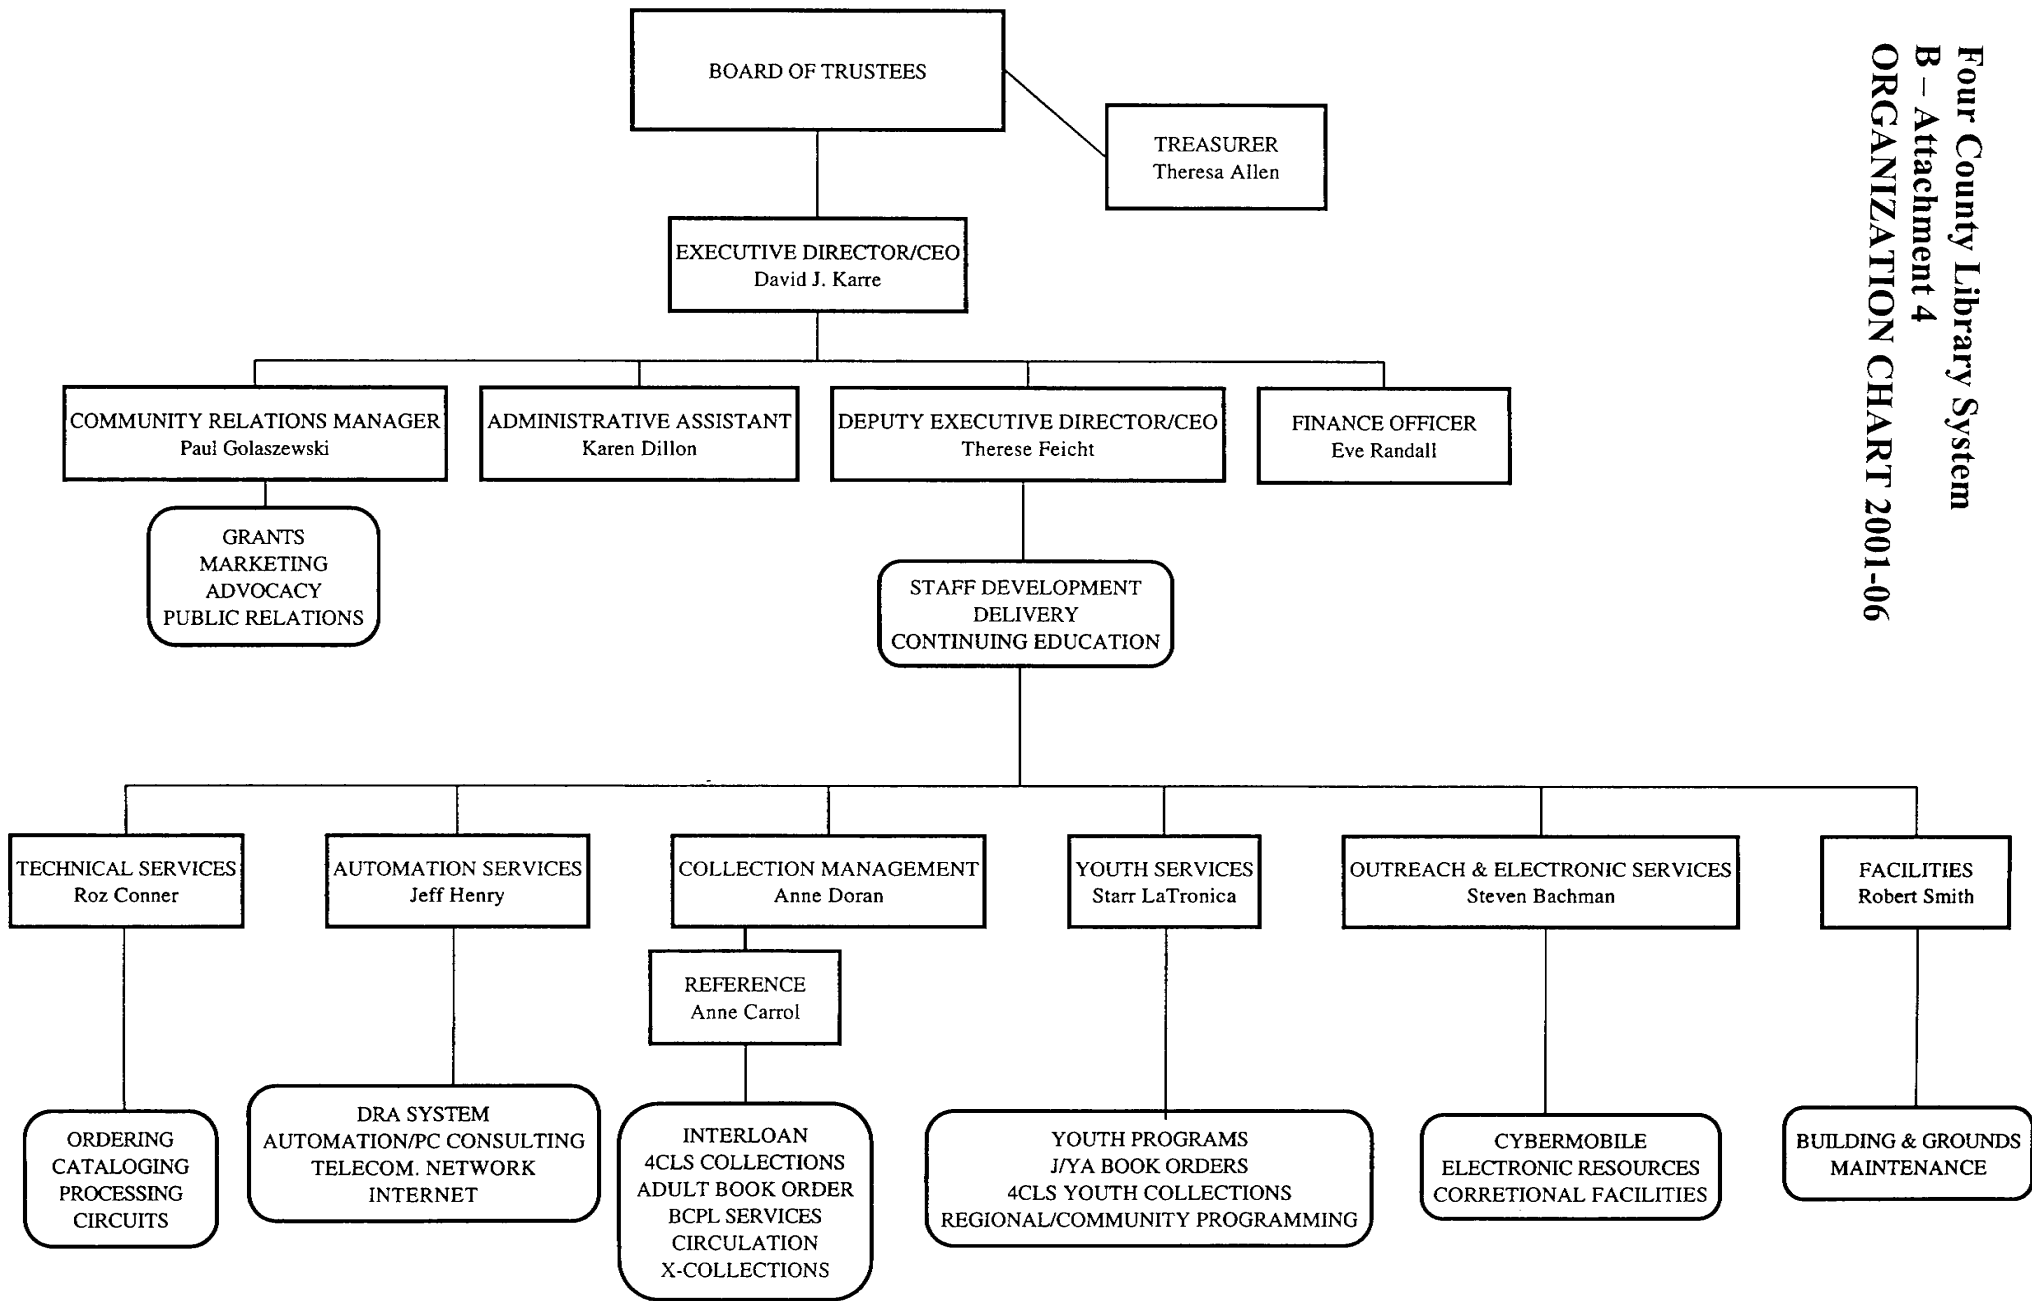 Four County Library System
B – Attachment 4
ORGANIZATION CHART 2001-06
BOARD OF TRUSTEES
TREASURER
Theresa Allen
EXECUTIVE DIRECTOR/CEO
David J. Karre
COMMUNITY RELATIONS MANAGER
Paul Golaszewski
ADMINISTRATIVE ASSISTANT
Karen Dillon
DEPUTY EXECUTIVE DIRECTOR/CEO
Therese Feicht
FINANCE OFFICER
Eve Randall
GRANTS
MARKETING
ADVOCACY
PUBLIC RELATIONS
STAFF DEVELOPMENT
DELIVERY
CONTINUING EDUCATION
TECHNICAL SERVICES
Roz Conner
AUTOMATION SERVICES
Jeff Henry
COLLECTION MANAGEMENT
Anne Doran
YOUTH SERVICES
Starr LaTronica
OUTREACH & ELECTRONIC SERVICES
Steven Bachman
FACILITIES
Robert Smith
REFERENCE
Anne Carrol
ORDERING
CATALOGING
PROCESSING
CIRCUITS
DRA SYSTEM
AUTOMATION/PC CONSULTING
TELECOM. NETWORK
INTERNET
INTERLOAN
4CLS COLLECTIONS
ADULT BOOK ORDER
BCPL SERVICES
CIRCULATION
X-COLLECTIONS
YOUTH PROGRAMS
J/YA BOOK ORDERS
4CLS YOUTH COLLECTIONS
REGIONAL/COMMUNITY PROGRAMMING
CYBERMOBILE
ELECTRONIC RESOURCES
CORRETIONAL FACILITIES
BUILDING & GROUNDS
MAINTENANCE